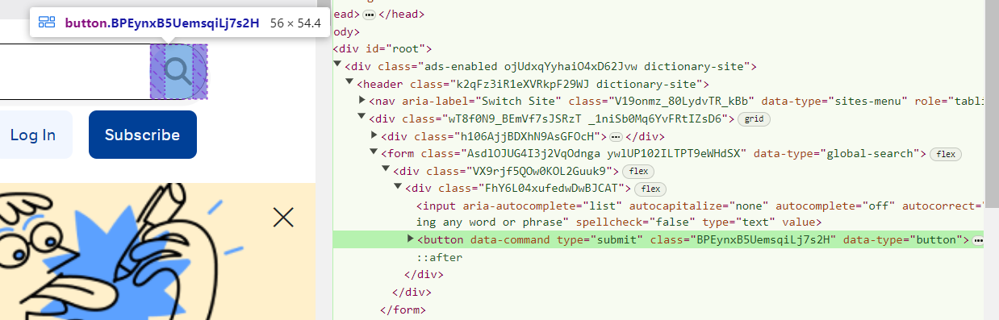 button.BPEynxB5UemsqiLj7s2H 56 × 54.4
Log In
Subscribe
ead> ⋯ </head>
ody>
<div id="root">
<div class="ads-enabled ojUdxqYyhaiO4xD62Jvw dictionary-site">
<header class="k2qFz3iR1eXVRkpF29WJ dictionary-site">
<nav aria-label="Switch Site" class="V19onmz_80LydvTR_kBb" data-type="sites-menu" role="tabli
<div class="wT8f0N9_BEmVf7sJSRzT _1niSb0Mq6YvFRtIZsD6"> grid
<div class="h106AjjBDXhN9AsGFOcH"> ⋯ </div>
<form class="AsdlOJUG4I3j2VqOdnga ywlUP102ILTPT9eWHdSX" data-type="global-search"> flex
<div class="VX9rjf5QOw0KOL2Guuk9"> flex
<div class="FhY6L04xufedwDwBJCAT"> flex
<input aria-autocomplete="list" autocapitalize="none" autocomplete="off" autocorrect="
ing any word or phrase" spellcheck="false" type="text" value>
<button data-command type="submit" class="BPEynxB5UemsqiLj7s2H" data-type="button"> ⋯
::after
</div>
</div>
</form>